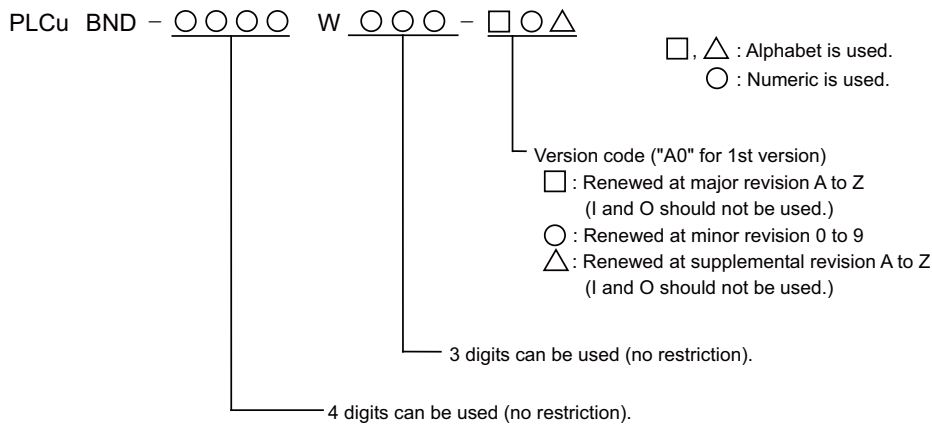 PLCu BND - ○○○○ W ○○○ - □○△
□, △ : Alphabet is used.
○ : Numeric is used.
Version code ("A0" for 1st version)
□ : Renewed at major revision A to Z
(I and O should not be used.)
○ : Renewed at minor revision 0 to 9
△ : Renewed at supplemental revision A to Z
(I and O should not be used.)
3 digits can be used (no restriction).
4 digits can be used (no restriction).